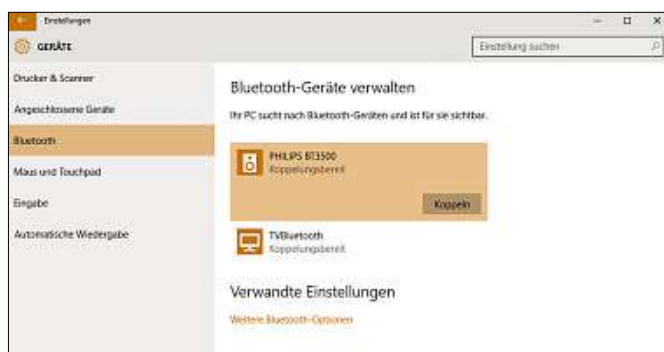 Einstellungen
GERÄTE
Einstellung suchen
Drucker & Scanner
Angeschlossene Geräte
Bluetooth
Maus und Touchpad
Eingabe
Automatische Wiedergabe
Bluetooth-Geräte verwalten
Ihr PC sucht nach Bluetooth-Geräten und ist für sie sichtbar.
PHILIPS BT3500
Koppelungsbereit
Koppeln
TVBluetooth
Koppelungsbereit
Verwandte Einstellungen
Weitere Bluetooth-Optionen